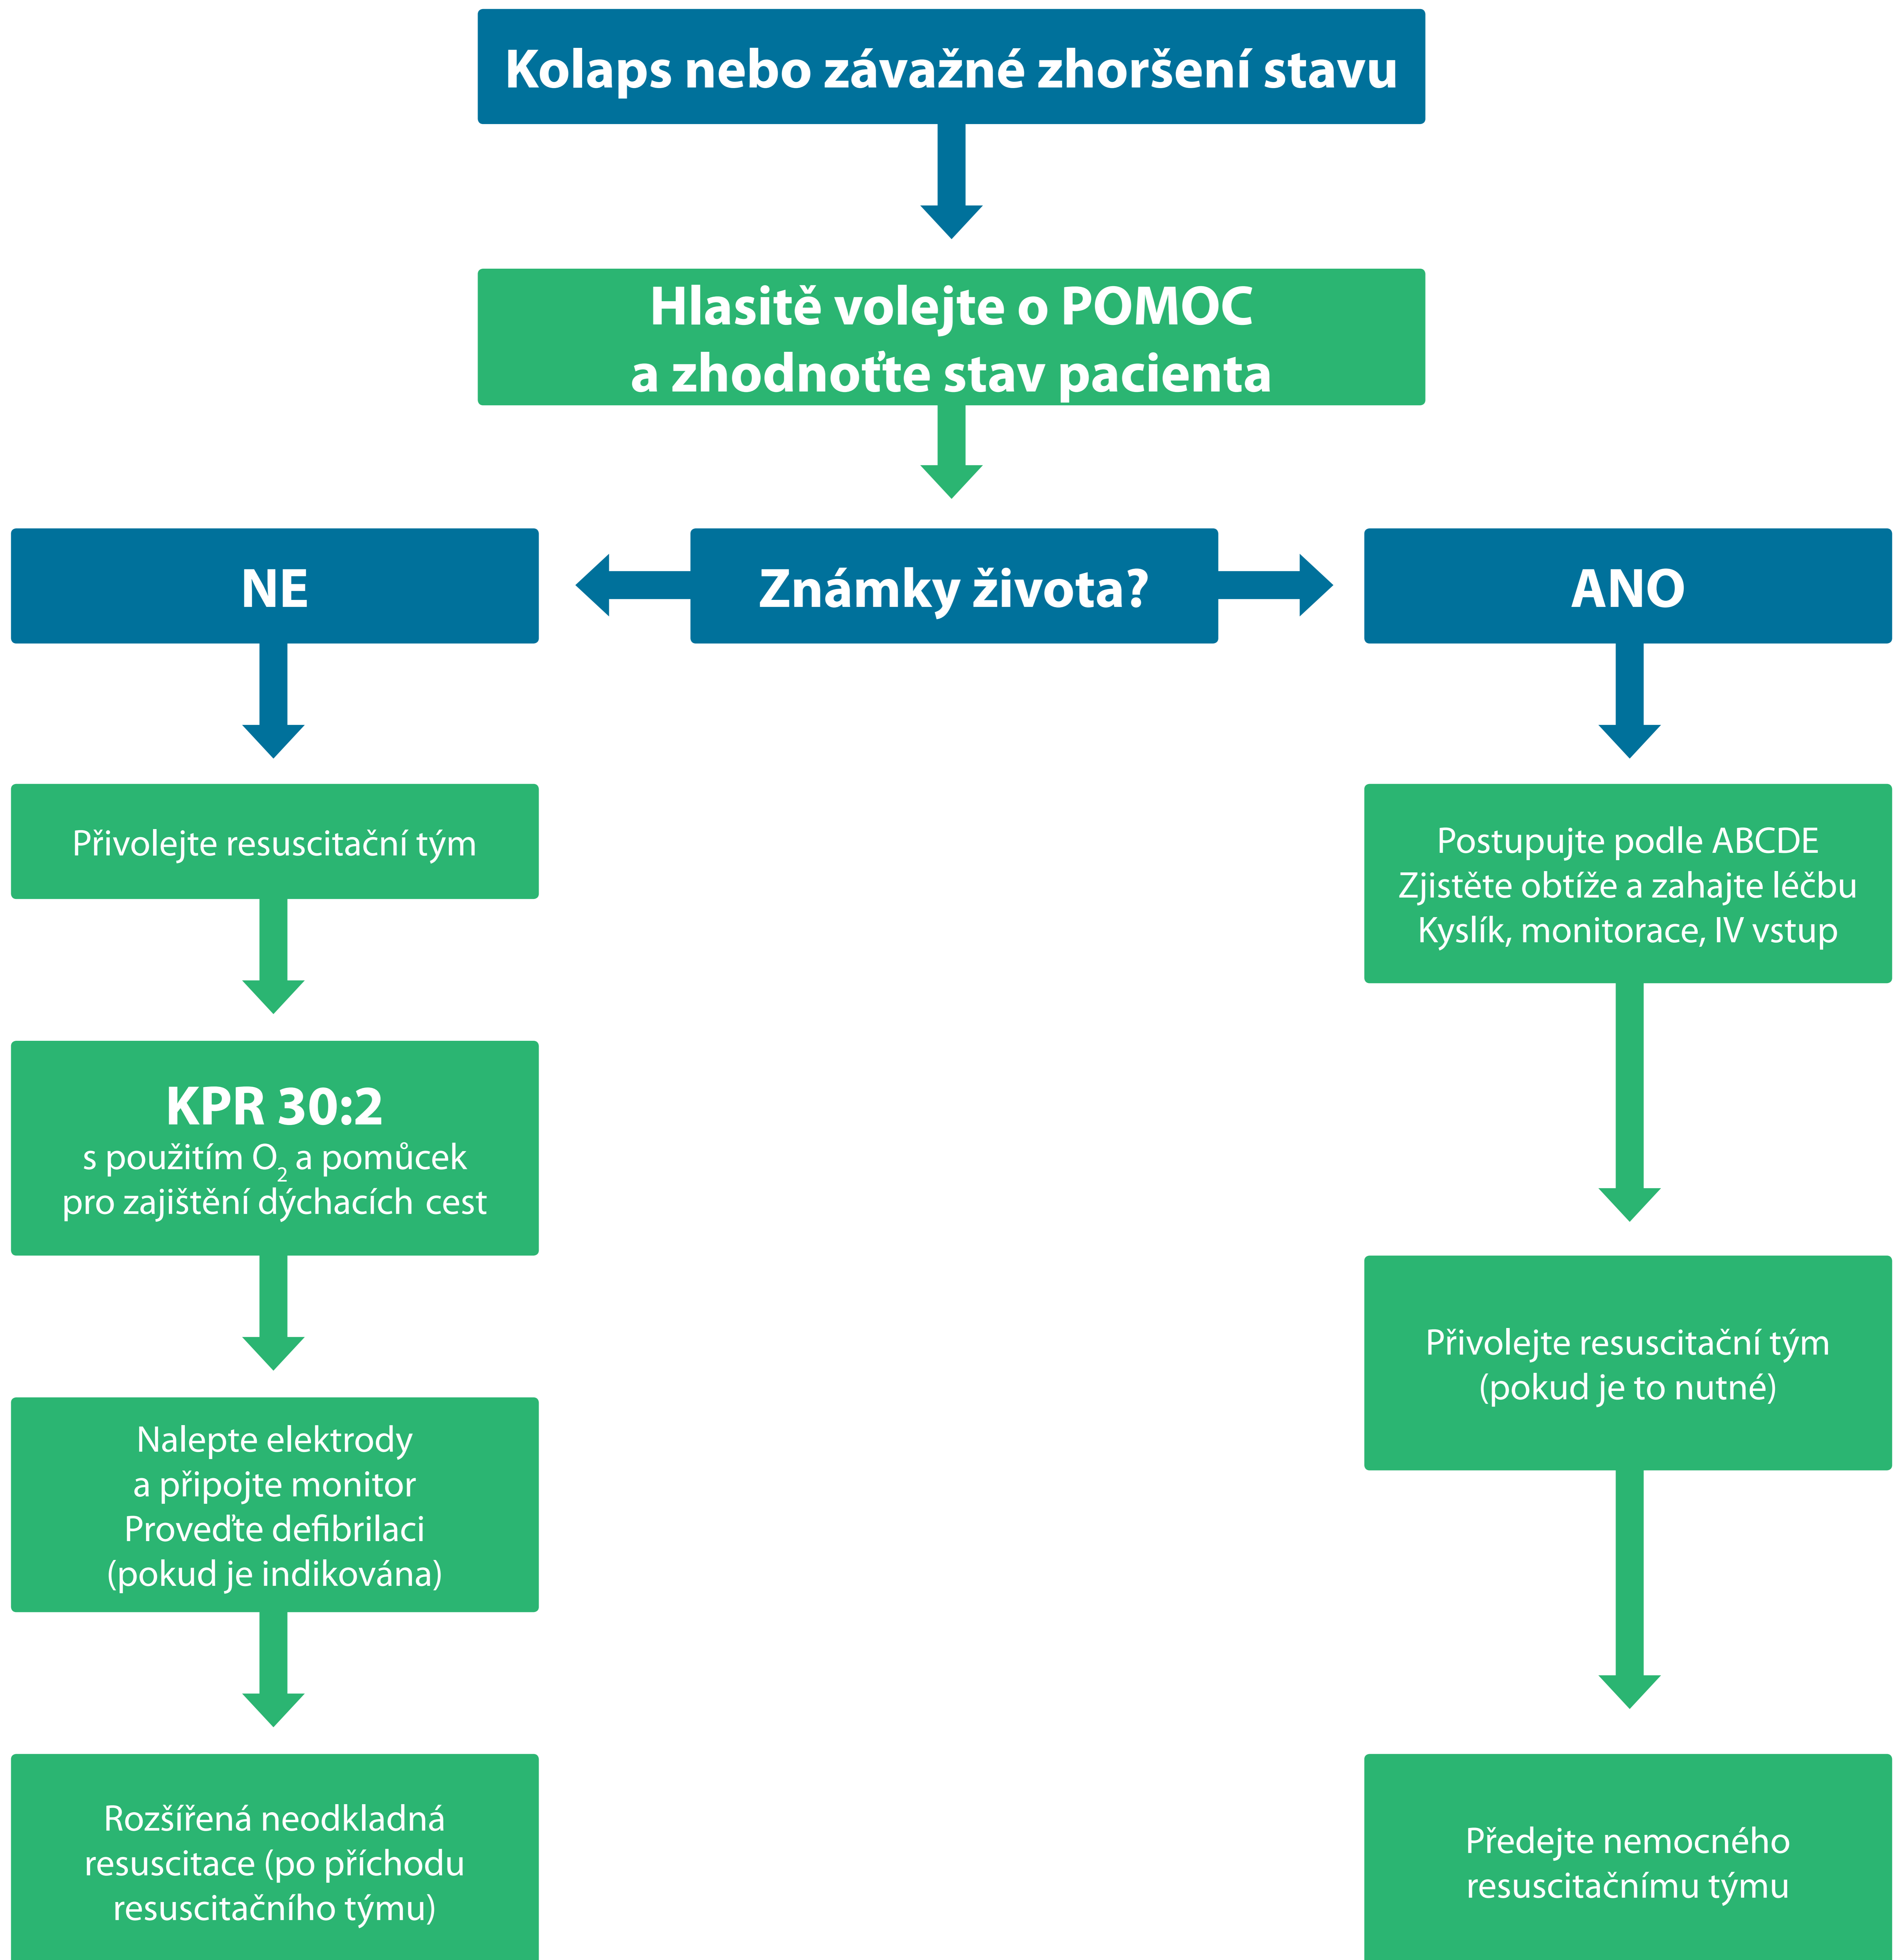 Kolaps nebo závažné zhoršení stavu
Hlasitě volejte o POMOC
a zhodnoťte stav pacienta
NE
Známky života?
ANO
Přivolejte resuscitační tým
KPR 30:2
s použitím O2 a pomůcek
pro zajištění dýchacích cest
Nalepte elektrody
a připojte monitor
Proveďte defibrilaci
(pokud je indikována)
Rozšířená neodkladná
resuscitace (po příchodu
resuscitačního týmu)
Postupujte podle ABCDE
Zjistěte obtíže a zahajte léčbu
Kyslík, monitorace, IV vstup
Přivolejte resuscitační tým
(pokud je to nutné)
Předejte nemocného
resuscitačnímu týmu